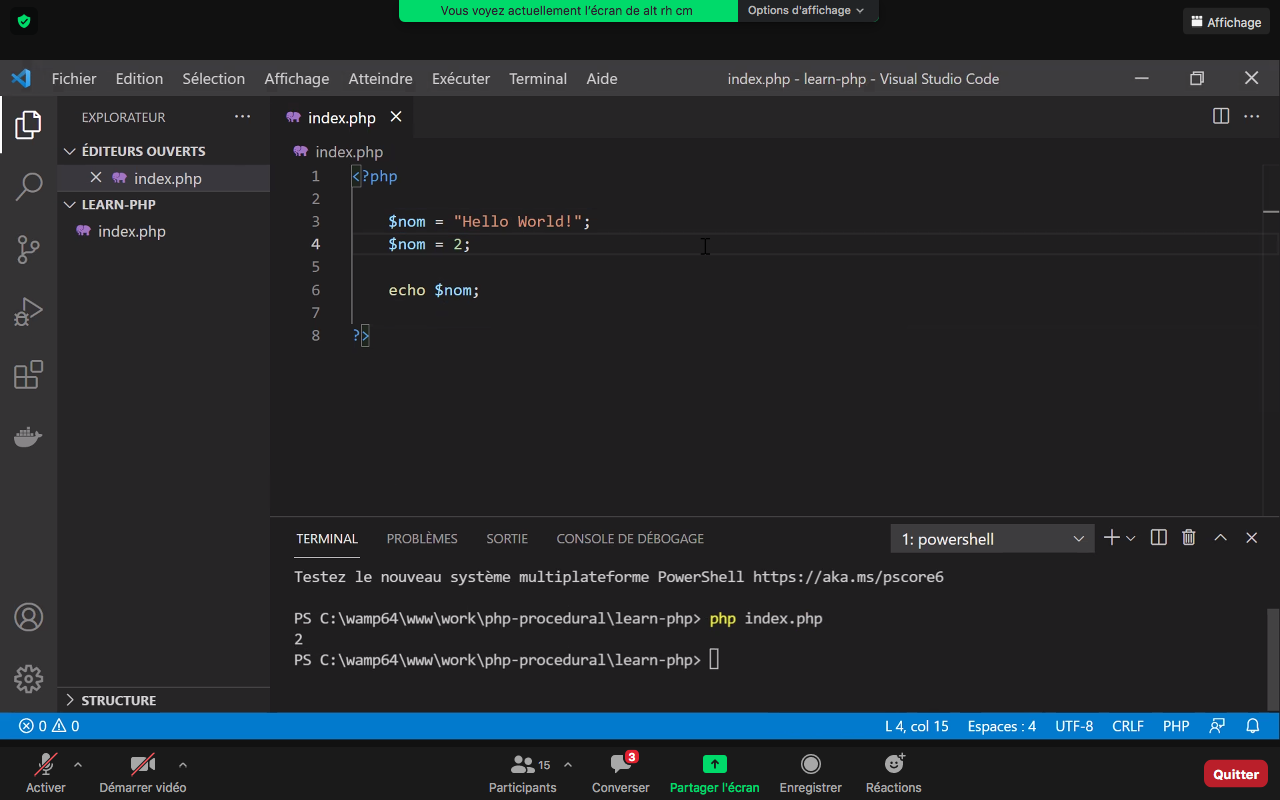 Vous voyez actuellement l'écran de alt rh cm
Options d'affichage
Affichage
Fichier Edition Sélection Affichage Atteindre Exécuter Terminal Aide
index.php - learn-php - Visual Studio Code
EXPLORATEUR
ÉDITEURS OUVERTS
index.php
LEARN-PHP
index.php
STRUCTURE
index.php
index.php
1 <?php
2
3 $nom = "Hello World!";
4 $nom = 2;
5
6 echo $nom;
7
8 ?>
TERMINAL PROBLÈMES SORTIE CONSOLE DE DÉBOGAGE
1: powershell
Testez le nouveau système multiplateforme PowerShell https://aka.ms/pscore6
PS C:\wamp64\www\work\php-procedural\learn-php> php index.php
2
PS C:\wamp64\www\work\php-procedural\learn-php>
0 0
L 4, col 15 Espaces : 4 UTF-8 CRLF PHP
Activer
Démarrer vidéo
15
Participants
3
Converser
Partager l'écran
Enregistrer
Réactions
Quitter